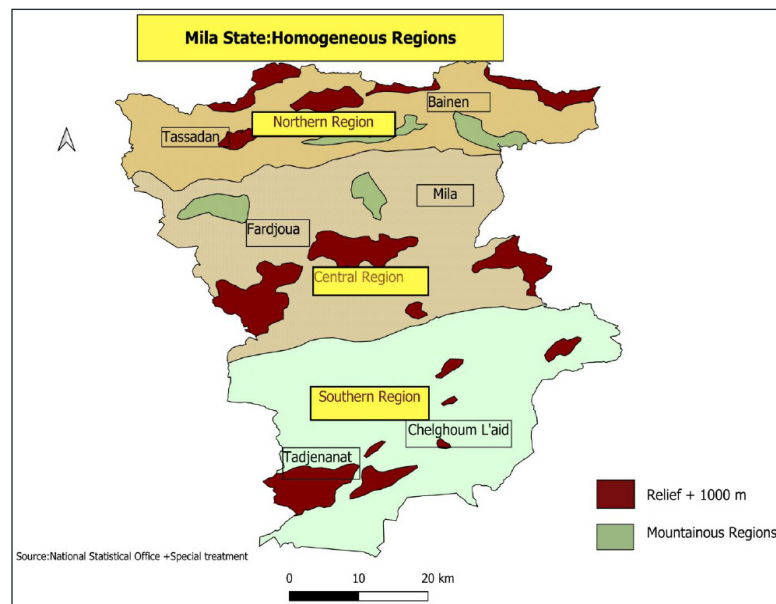 Mila State:Homogeneous Regions
Bainen
Northern Region
Tassadan
Mila
Fardjoua
Central Region
Southern Region
Chelghoum L'aid
Tadjenanat
Relief + 1000 m
Mountainous Regions
Source:National Statistical Office +Special treatment
0 10 20 km